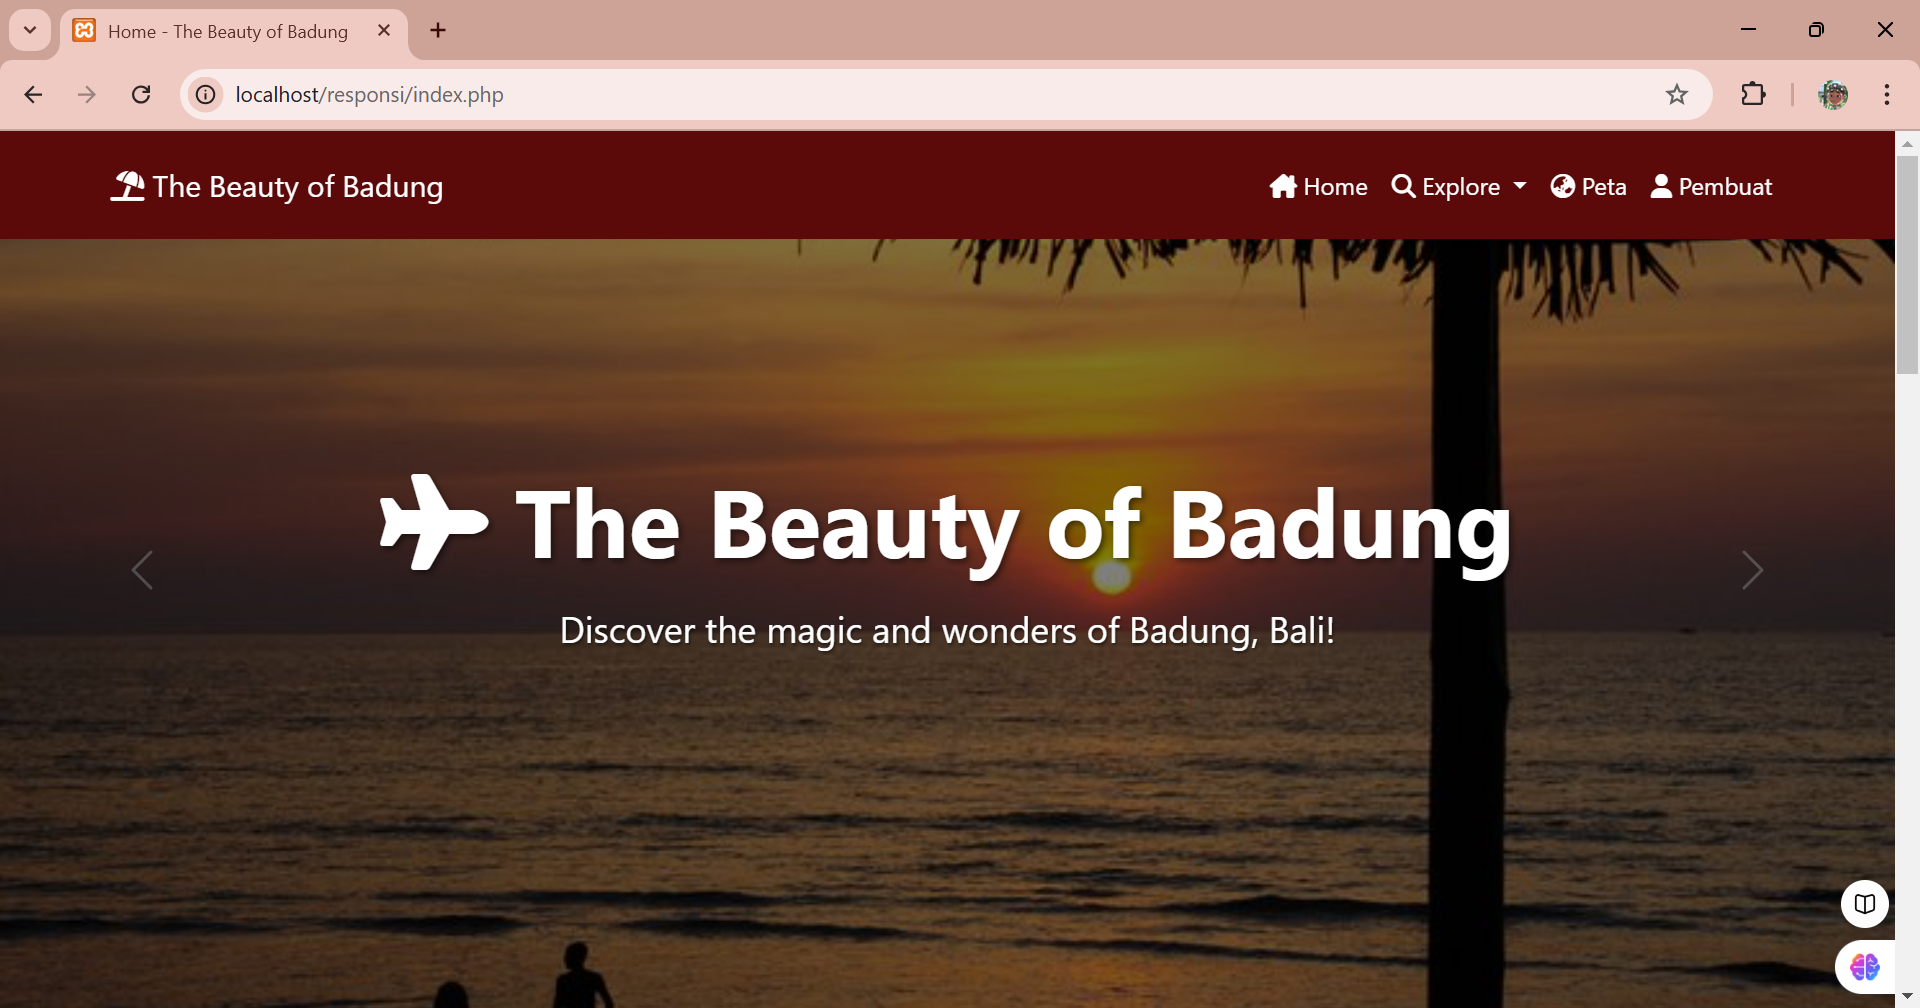 Home - The Beauty of Badung
localhost/responsi/index.php
The Beauty of Badung
Home Explore Peta Pembuat
The Beauty of Badung
Discover the magic and wonders of Badung, Bali!